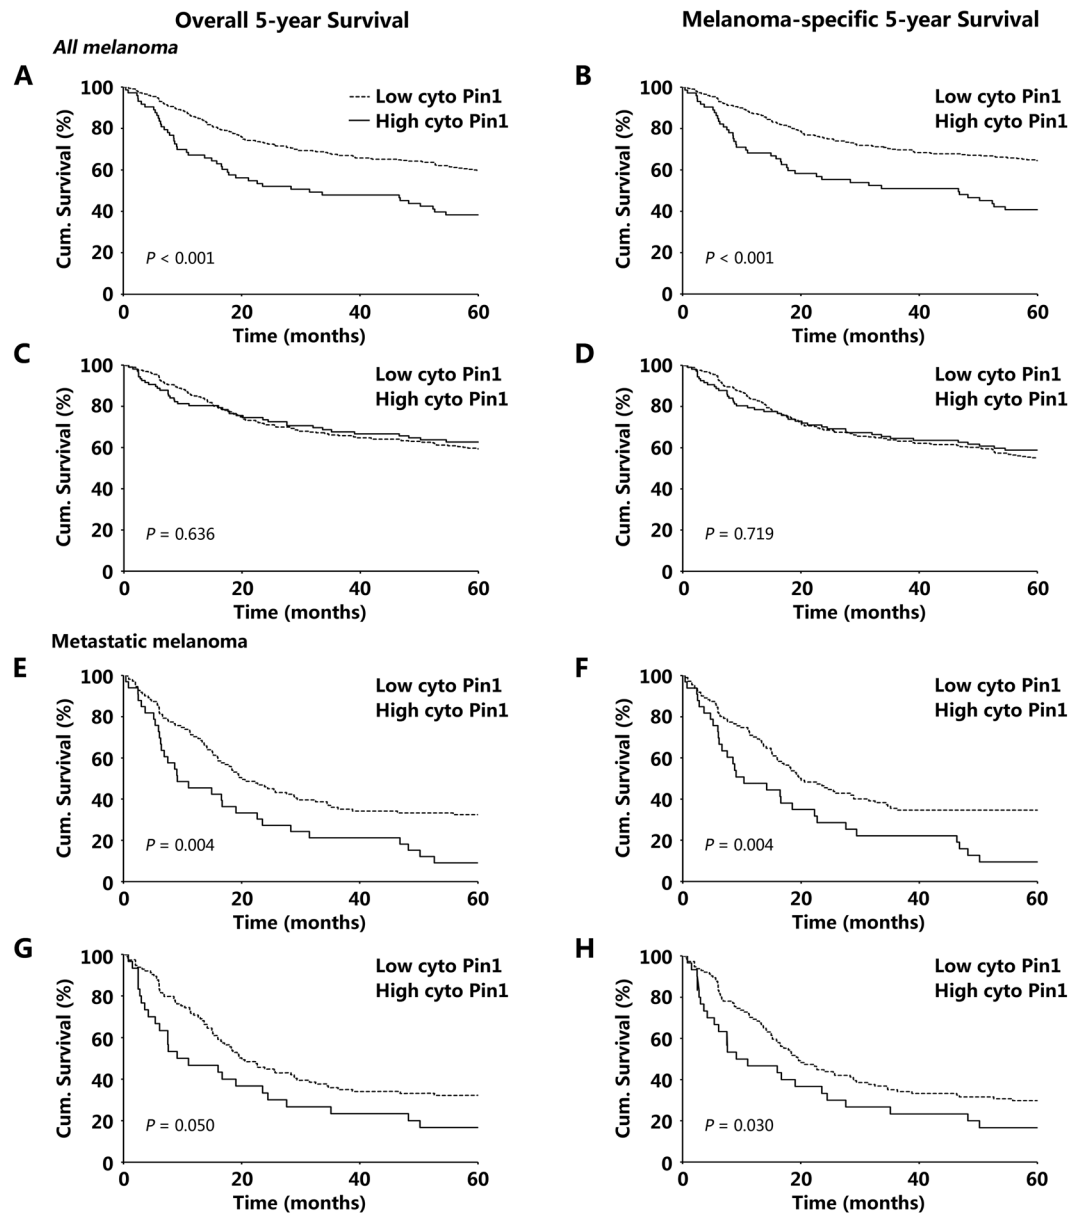 Overall 5-year Survival
Melanoma-specific 5-year Survival
All melanoma
A
Cum. Survival (%)
100
80
60
40
20
0
Low cyto Pin1
High cyto Pin1
P < 0.001
0 20 40 60
Time (months)
B
Cum. Survival (%)
100
80
60
40
20
0
Low cyto Pin1
High cyto Pin1
P < 0.001
0 20 40 60
Time (months)
C
Cum. Survival (%)
100
80
60
40
20
0
Low cyto Pin1
High cyto Pin1
P = 0.636
0 20 40 60
Time (months)
D
Cum. Survival (%)
100
80
60
40
20
0
Low cyto Pin1
High cyto Pin1
P = 0.719
0 20 40 60
Time (months)
Metastatic melanoma
E
Cum. Survival (%)
100
80
60
40
20
0
Low cyto Pin1
High cyto Pin1
P = 0.004
0 20 40 60
Time (months)
F
Cum. Survival (%)
100
80
60
40
20
0
Low cyto Pin1
High cyto Pin1
P = 0.004
0 20 40 60
Time (months)
G
Cum. Survival (%)
100
80
60
40
20
0
Low cyto Pin1
High cyto Pin1
P = 0.050
0 20 40 60
Time (months)
H
Cum. Survival (%)
100
80
60
40
20
0
Low cyto Pin1
High cyto Pin1
P = 0.030
0 20 40 60
Time (months)